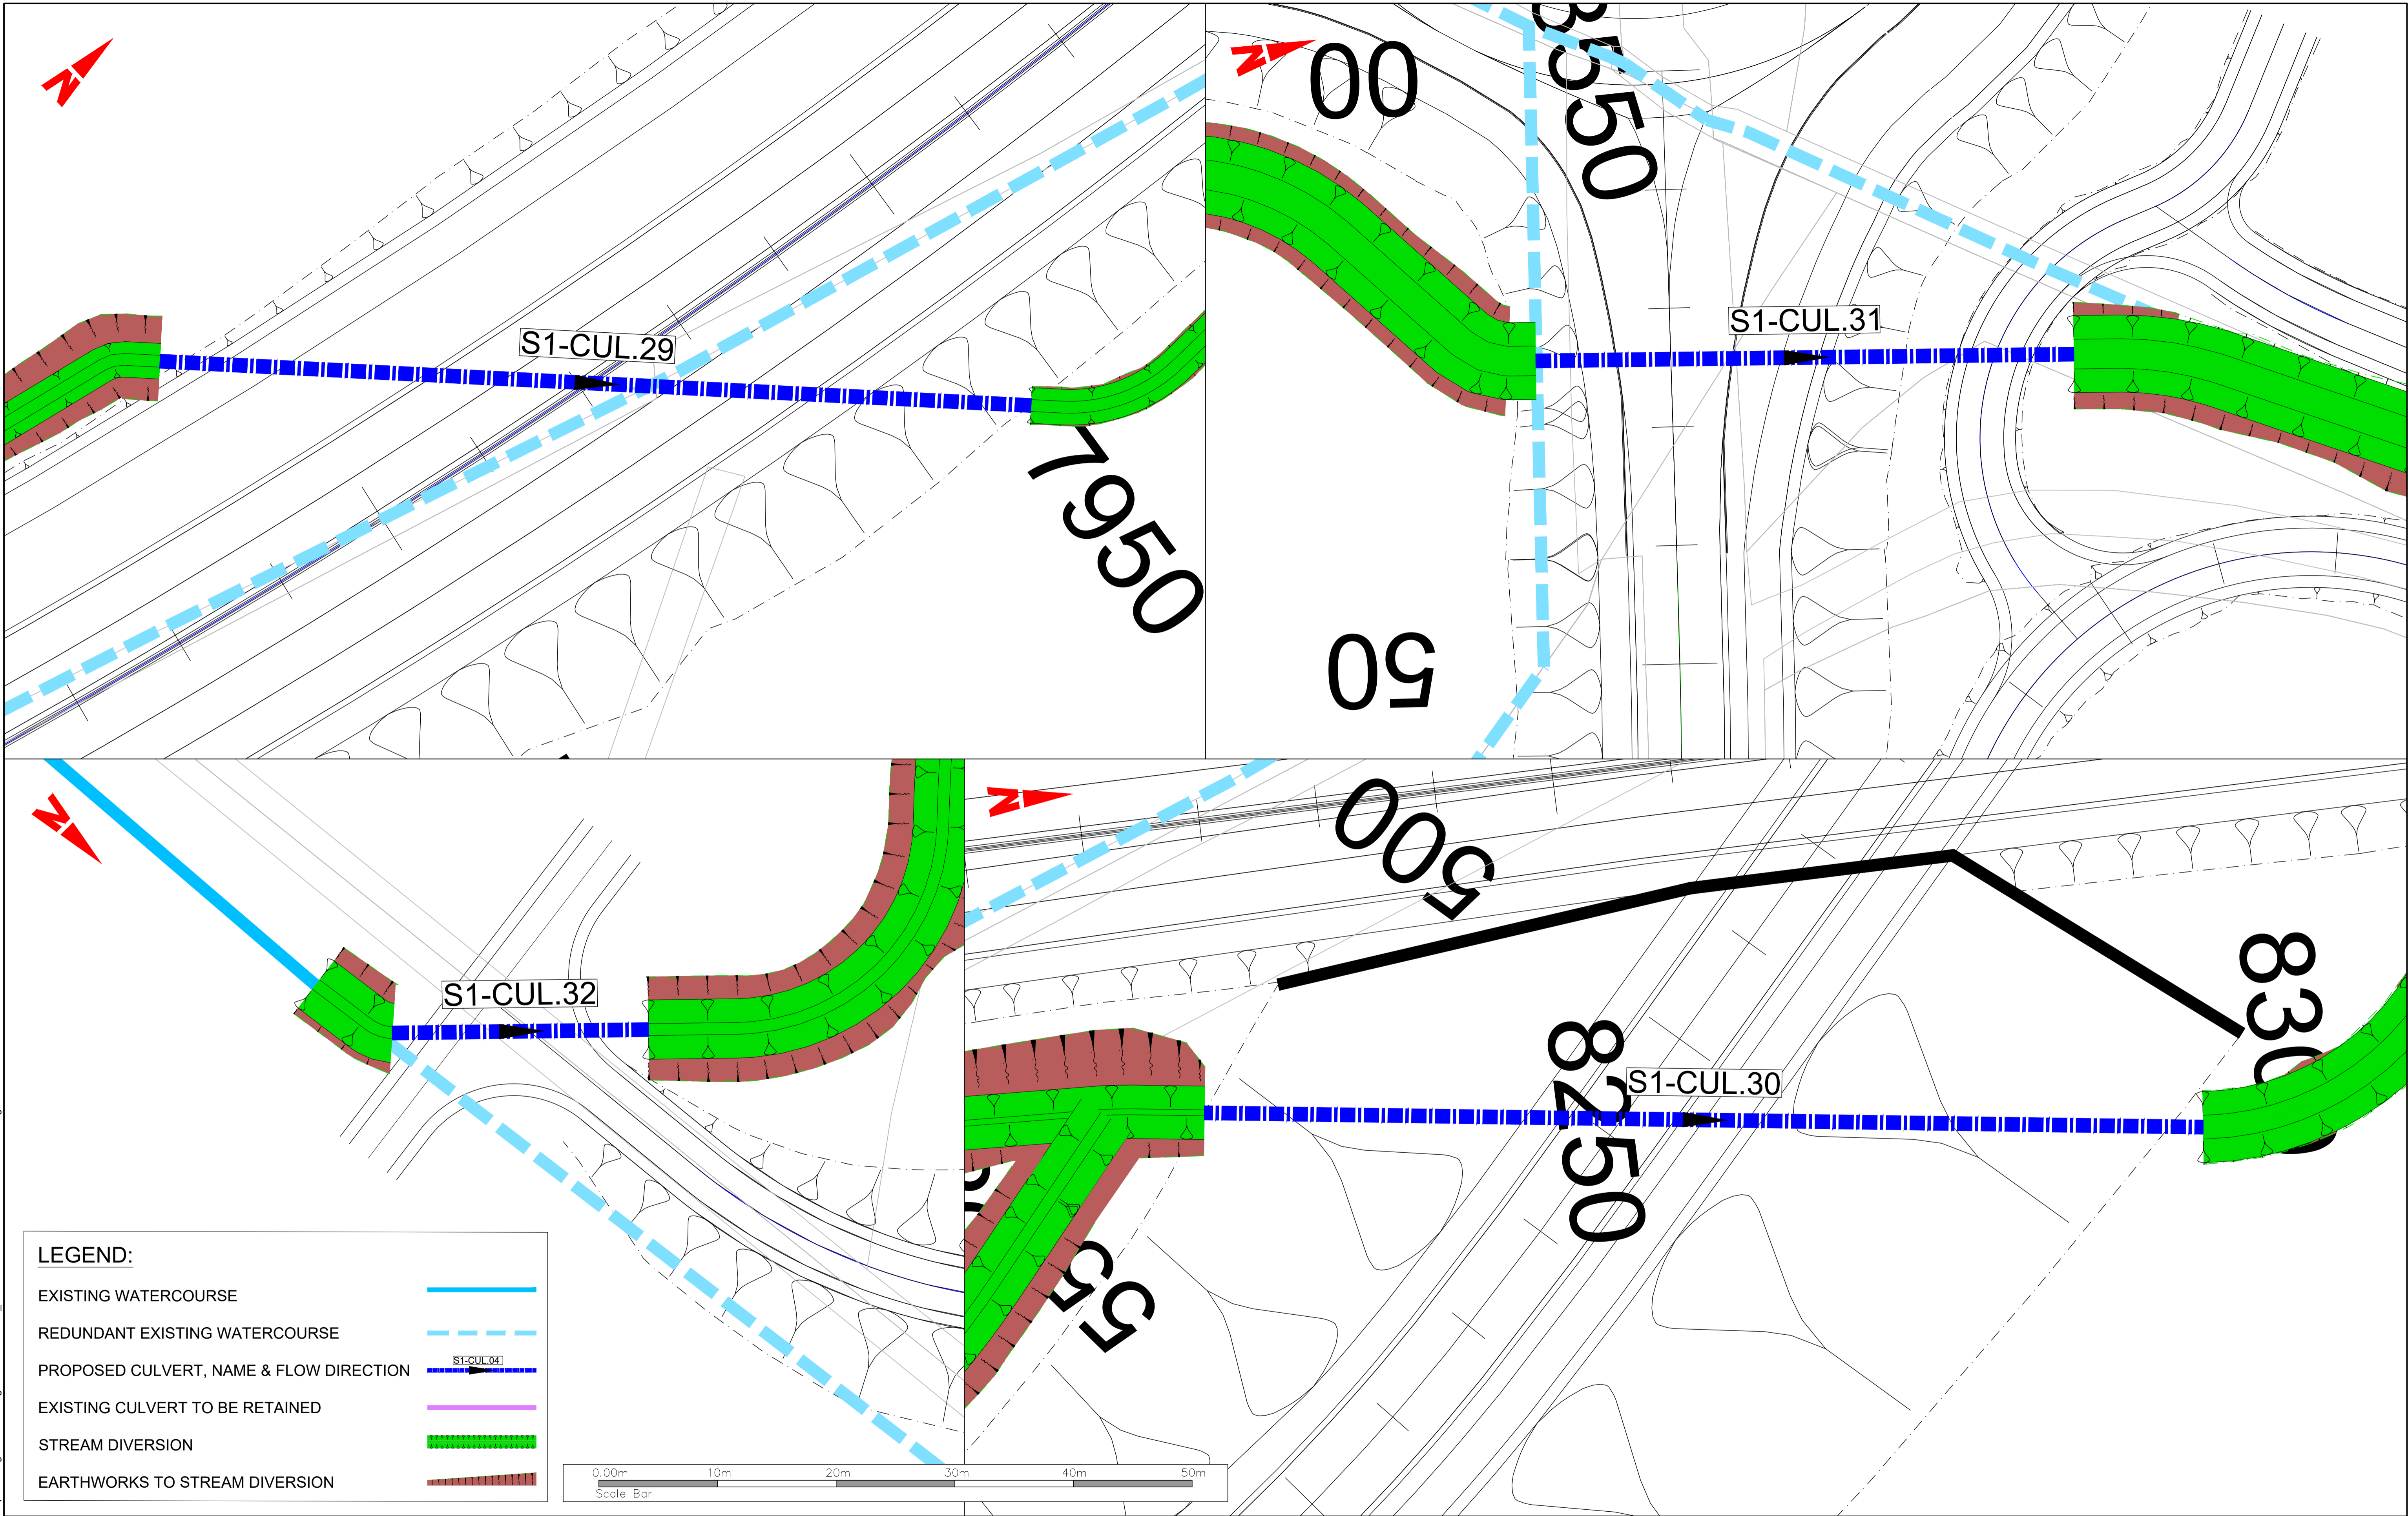 N
S1-CUL.29
7950
N
00
8550
S1-CUL.31
50
N
S1-CUL.32
N
500
S1-CUL.30
8250
55
LEGEND:
EXISTING WATERCOURSE
REDUNDANT EXISTING WATERCOURSE
PROPOSED CULVERT, NAME & FLOW DIRECTION
S1-CUL.04
EXISTING CULVERT TO BE RETAINED
STREAM DIVERSION
EARTHWORKS TO STREAM DIVERSION
0.00m 10m 20m 30m 40m 50m
Scale Bar